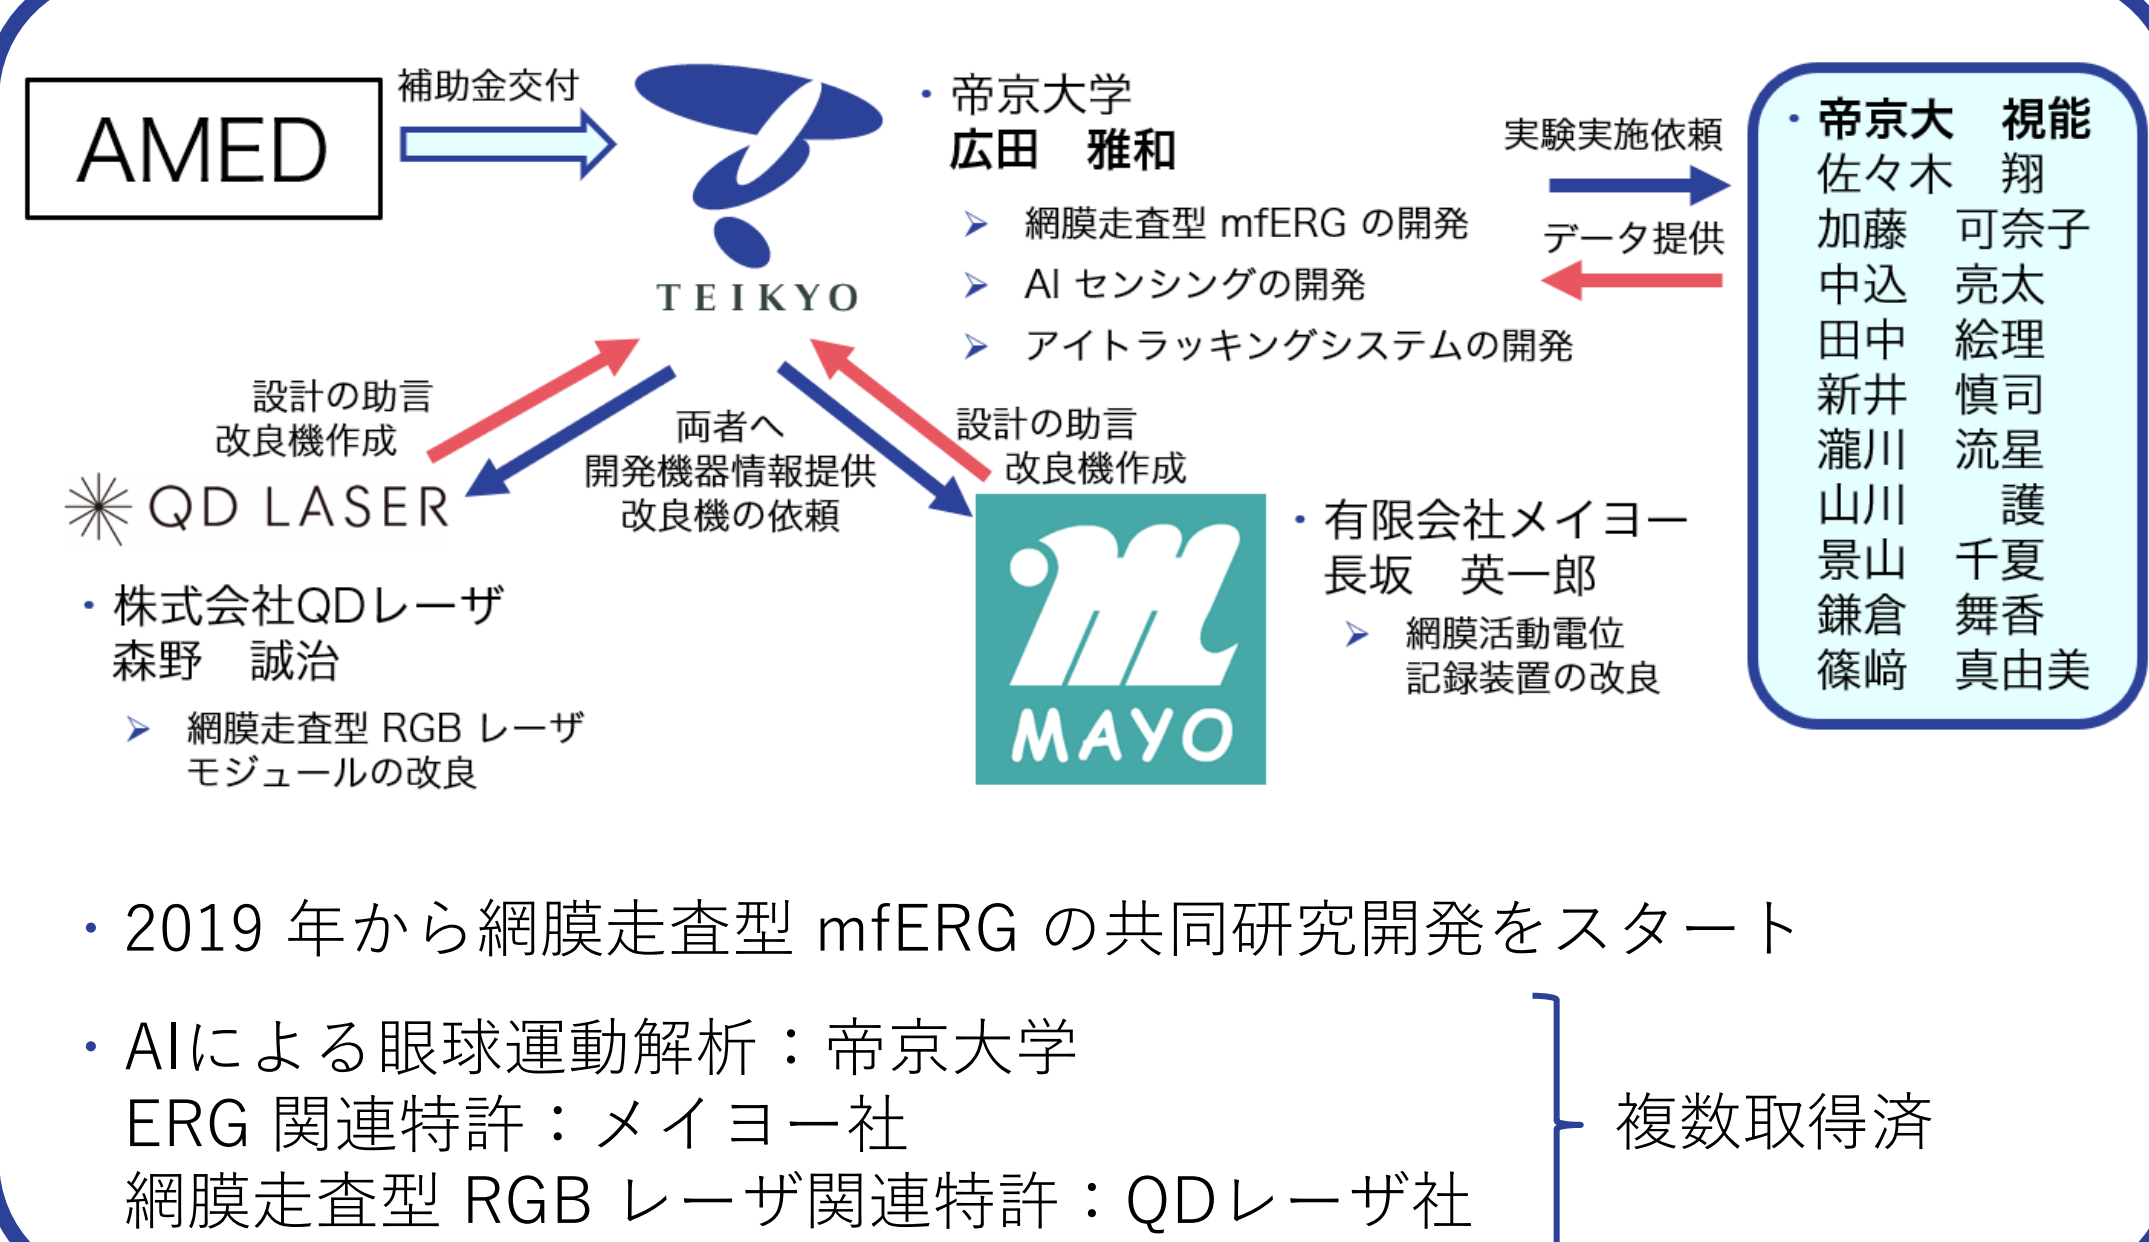 AMED
補助金交付
TEIKYO
・帝京大学
広田　雅和
➢ 網膜走査型 mfERG の開発
➢ AI センシングの開発
➢ アイトラッキングシステムの開発
実験実施依頼
データ提供
・帝京大　視能
佐々木　翔
加藤　可奈子
中込　亮太
田中　絵理
新井　慎司
瀧川　流星
山川　　護
景山　千夏
鎌倉　舞香
篠﨑　真由美
設計の助言
改良機作成
両者へ
開発機器情報提供
改良機の依頼
設計の助言
改良機作成
QD LASER
・株式会社QDレーザ
森野　誠治
➢ 網膜走査型 RGB レーザ
モジュールの改良
MAYO
・有限会社メイヨー
長坂　英一郎
➢ 網膜活動電位
記録装置の改良
・2019 年から網膜走査型 mfERG の共同研究開発をスタート
・AIによる眼球運動解析：帝京大学
ERG 関連特許：メイヨー社
網膜走査型 RGB レーザ関連特許：QDレーザ社
複数取得済